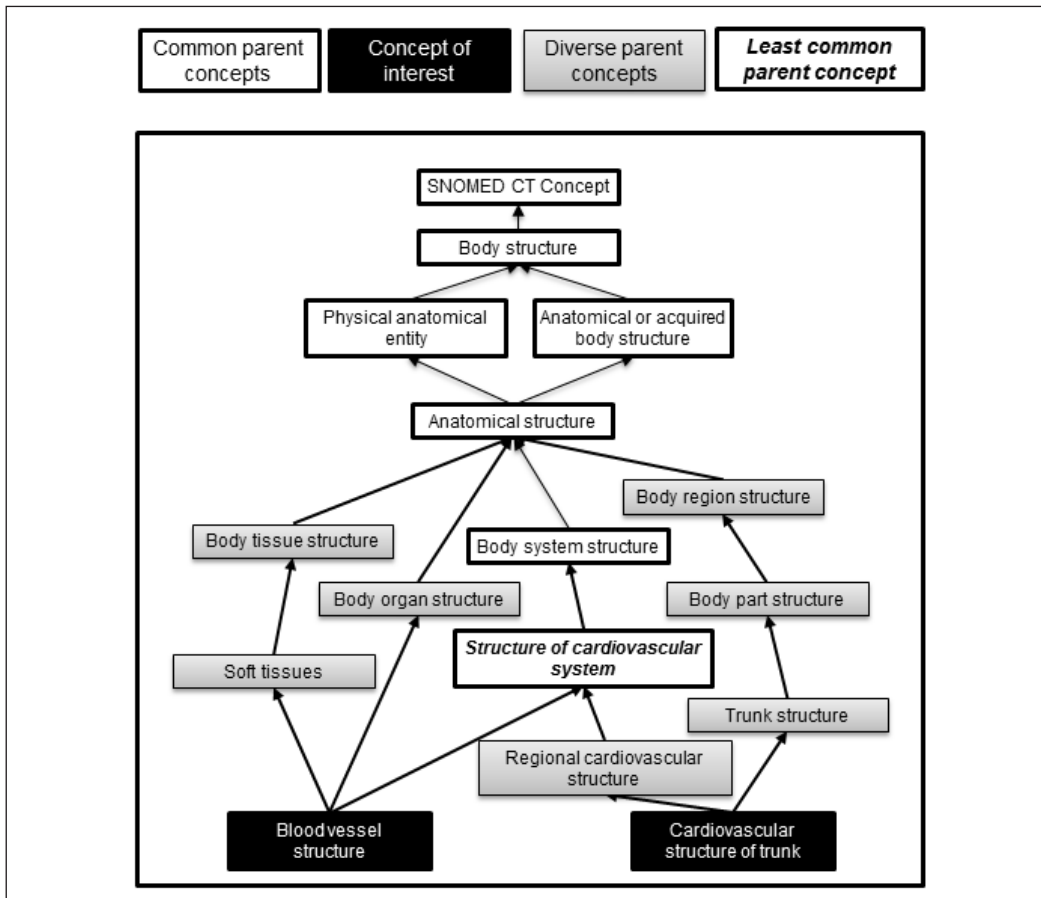 Common parent
concepts
Concept of
interest
Diverse parent
concepts
Least common
parent concept
SNOMED CT Concept
Body structure
Physical anatomical
entity
Anatomical or acquired
body structure
Anatomical structure
Body region structure
Body tissue structure
Body system structure
Body organ structure
Body part structure
Structure of cardiovascular
system
Soft tissues
Trunk structure
Regional cardiovascular
structure
Blood vessel
structure
Cardiovascular
structure of trunk